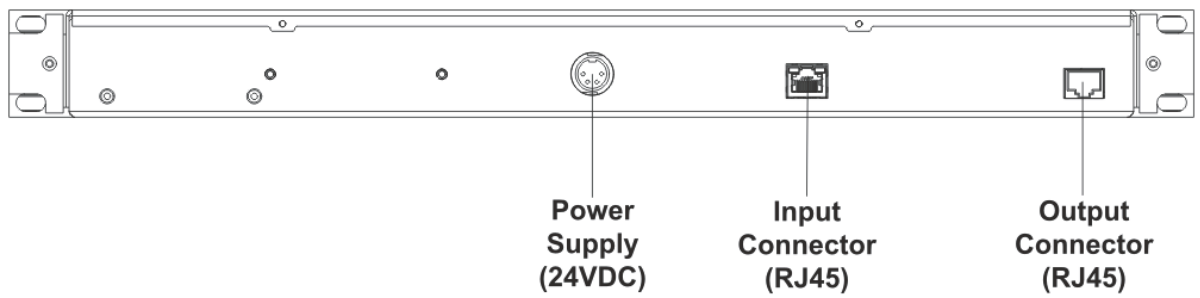 Power
Supply
(24VDC)
Input
Connector
(RJ45)
Output
Connector
(RJ45)